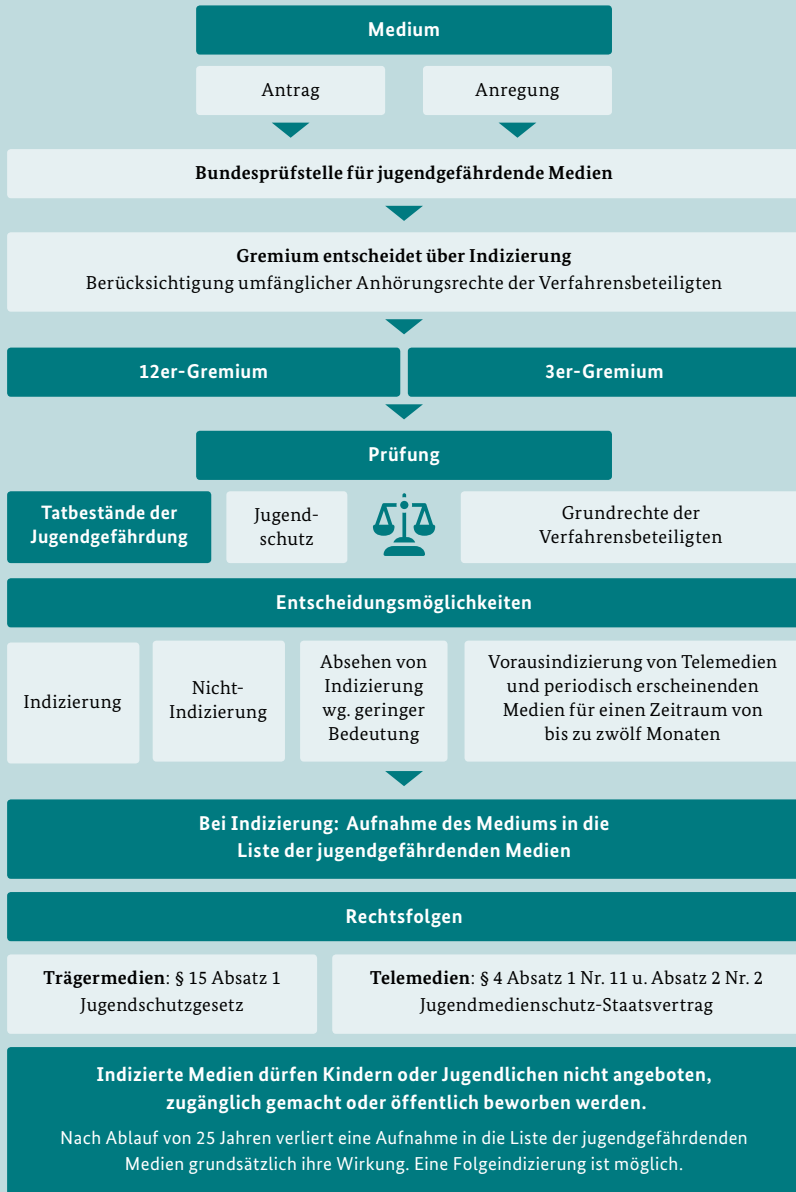 Medium
Antrag
Anregung
Bundesprüfstelle für jugendgefährdende Medien
Gremium entscheidet über Indizierung
Berücksichtigung umfänglicher Anhörungsrechte der Verfahrensbeteiligten
12er-Gremium
3er-Gremium
Prüfung
Tatbestände der
Jugendgefährdung
Jugend-
schutz
Grundrechte der
Verfahrensbeteiligten
Entscheidungsmöglichkeiten
Indizierung
Nicht-
Indizierung
Absehen von
Indizierung
wg. geringer
Bedeutung
Vorausindizierung von Telemedien
und periodisch erscheinenden
Medien für einen Zeitraum von
bis zu zwölf Monaten
Bei Indizierung: Aufnahme des Mediums in die
Liste der jugendgefährdenden Medien
Rechtsfolgen
Trägermedien: § 15 Absatz 1
Jugendschutzgesetz
Telemedien: § 4 Absatz 1 Nr. 11 u. Absatz 2 Nr. 2
Jugendmedienschutz-Staatsvertrag
Indizierte Medien dürfen Kindern oder Jugendlichen nicht angeboten,
zugänglich gemacht oder öffentlich beworben werden.
Nach Ablauf von 25 Jahren verliert eine Aufnahme in die Liste der jugendgefährdenden
Medien grundsätzlich ihre Wirkung. Eine Folgeindizierung ist möglich.